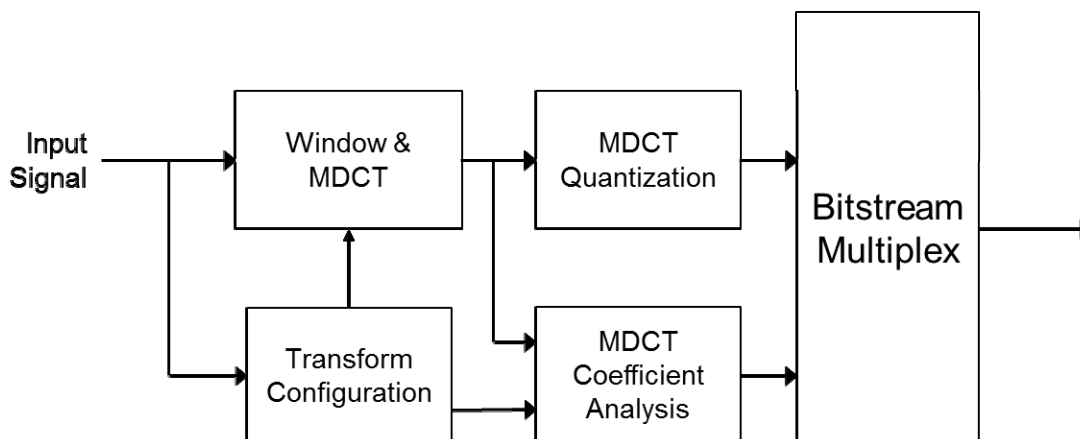 Input
Signal
Window &
MDCT
MDCT
Quantization
Bitstream
Multiplex
Transform
Configuration
MDCT
Coefficient
Analysis